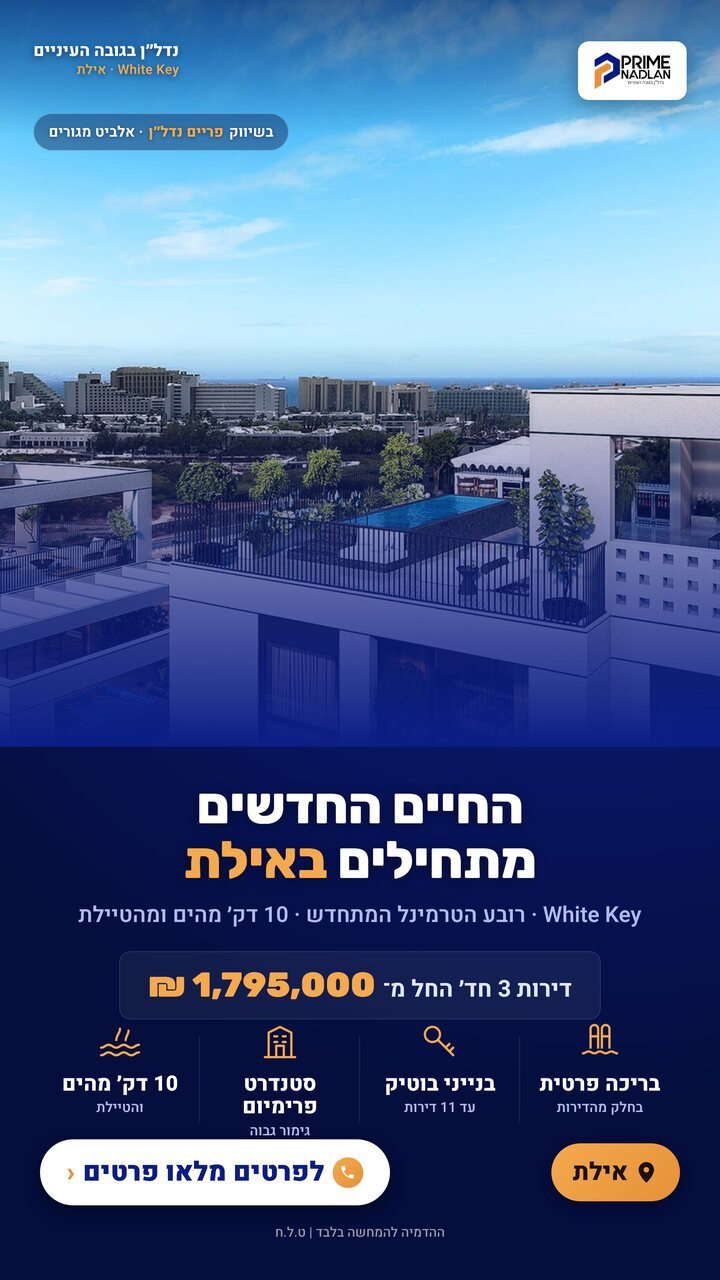 PRIME
NADLAN
נדל"ן בגובה העיניים
נדל"ן בגובה העיניים
White Key · אילת
בשיווק פריים נדל"ן · אלביט מגורים
החיים החדשים
מתחילים באילת
White Key · רובע הטרמינל המתחדש · 10 דק' מהים ומהטיילת
דירות 3 חד' החל מ־ 1,795,000 ₪
בריכה פרטית
בחלק מהדירות
בנייני בוטיק
עד 11 דירות
סטנדרט
פרימיום
גימור גבוה
10 דק' מהים
והטיילת
אילת
לפרטים מלאו פרטים ›
ההדמיה להמחשה בלבד | ט.ל.ח